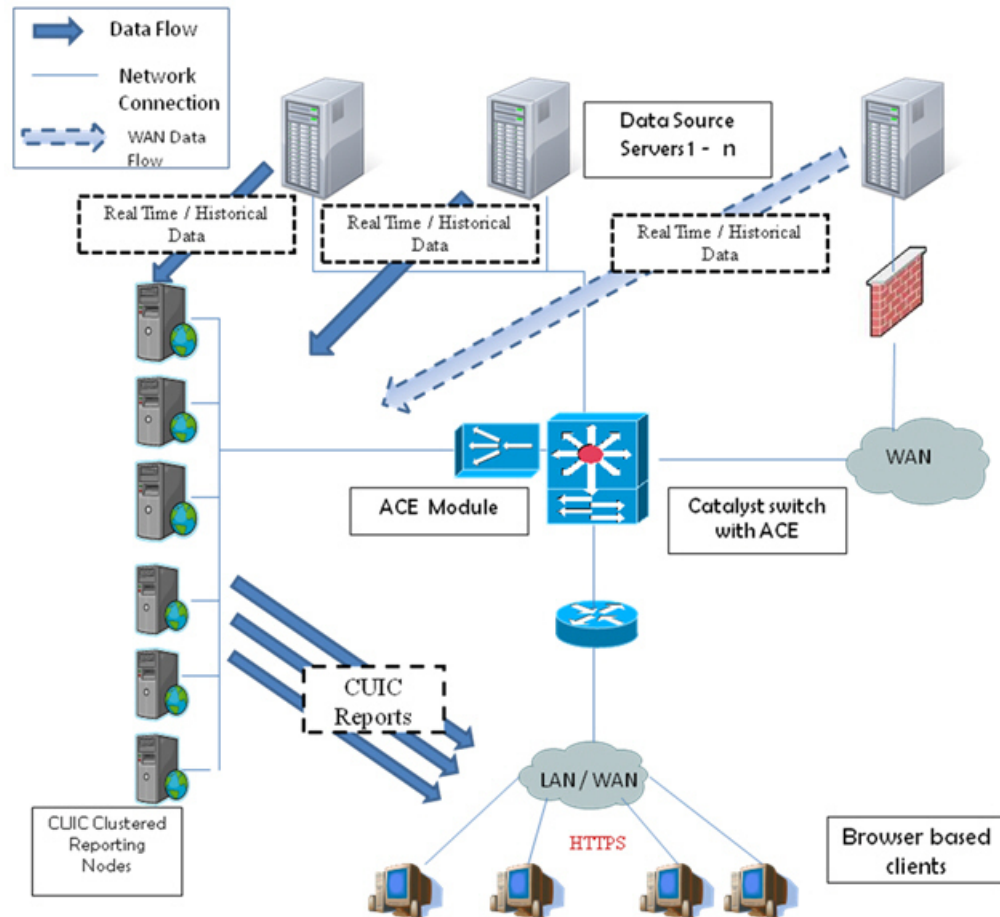 Data Flow
Network
Connection
WAN Data
Flow
Data Source
Servers 1 - n
Real Time / Historical
Data
Real Time / Historical
Data
Real Time / Historical
Data
WAN
ACE Module
Catalyst switch
with ACE
CUIC
Reports
LAN / WAN
HTTPS
CUIC Clustered
Reporting
Nodes
Browser based
clients